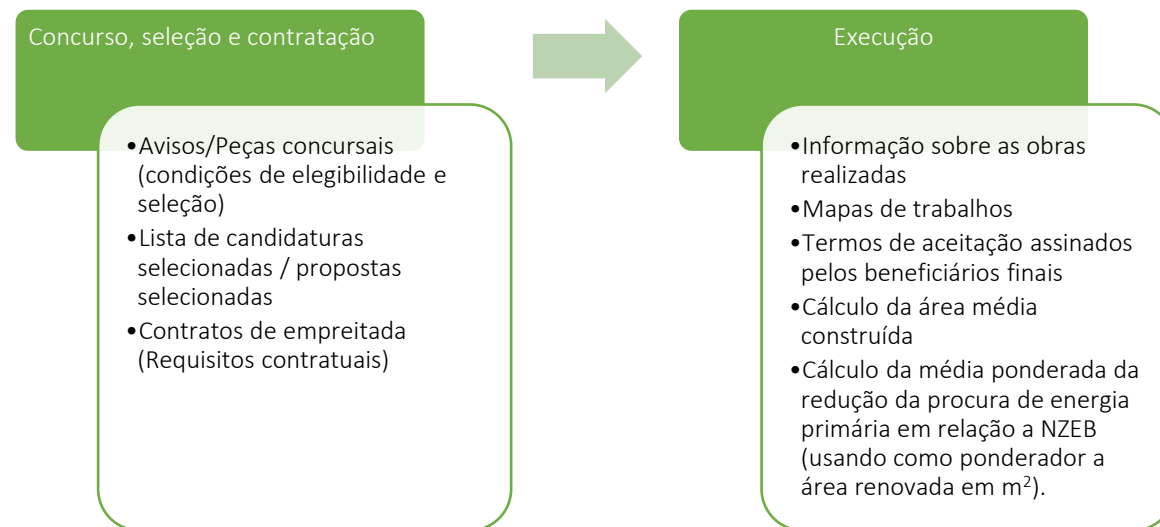 Concurso, seleção e contratação
•Avisos/Peças concursais
(condições de elegibilidade e
seleção)
•Lista de candidaturas
selecionadas / propostas
selecionadas
•Contratos de empreitada
(Requisitos contratuais)
Execução
•Informação sobre as obras
realizadas
•Mapas de trabalhos
•Termos de aceitação assinados
pelos beneficiários finais
•Cálculo da área média
construída
•Cálculo da média ponderada da
redução da procura de energia
primária em relação a NZEB
(usando como ponderador a
área renovada em m²).